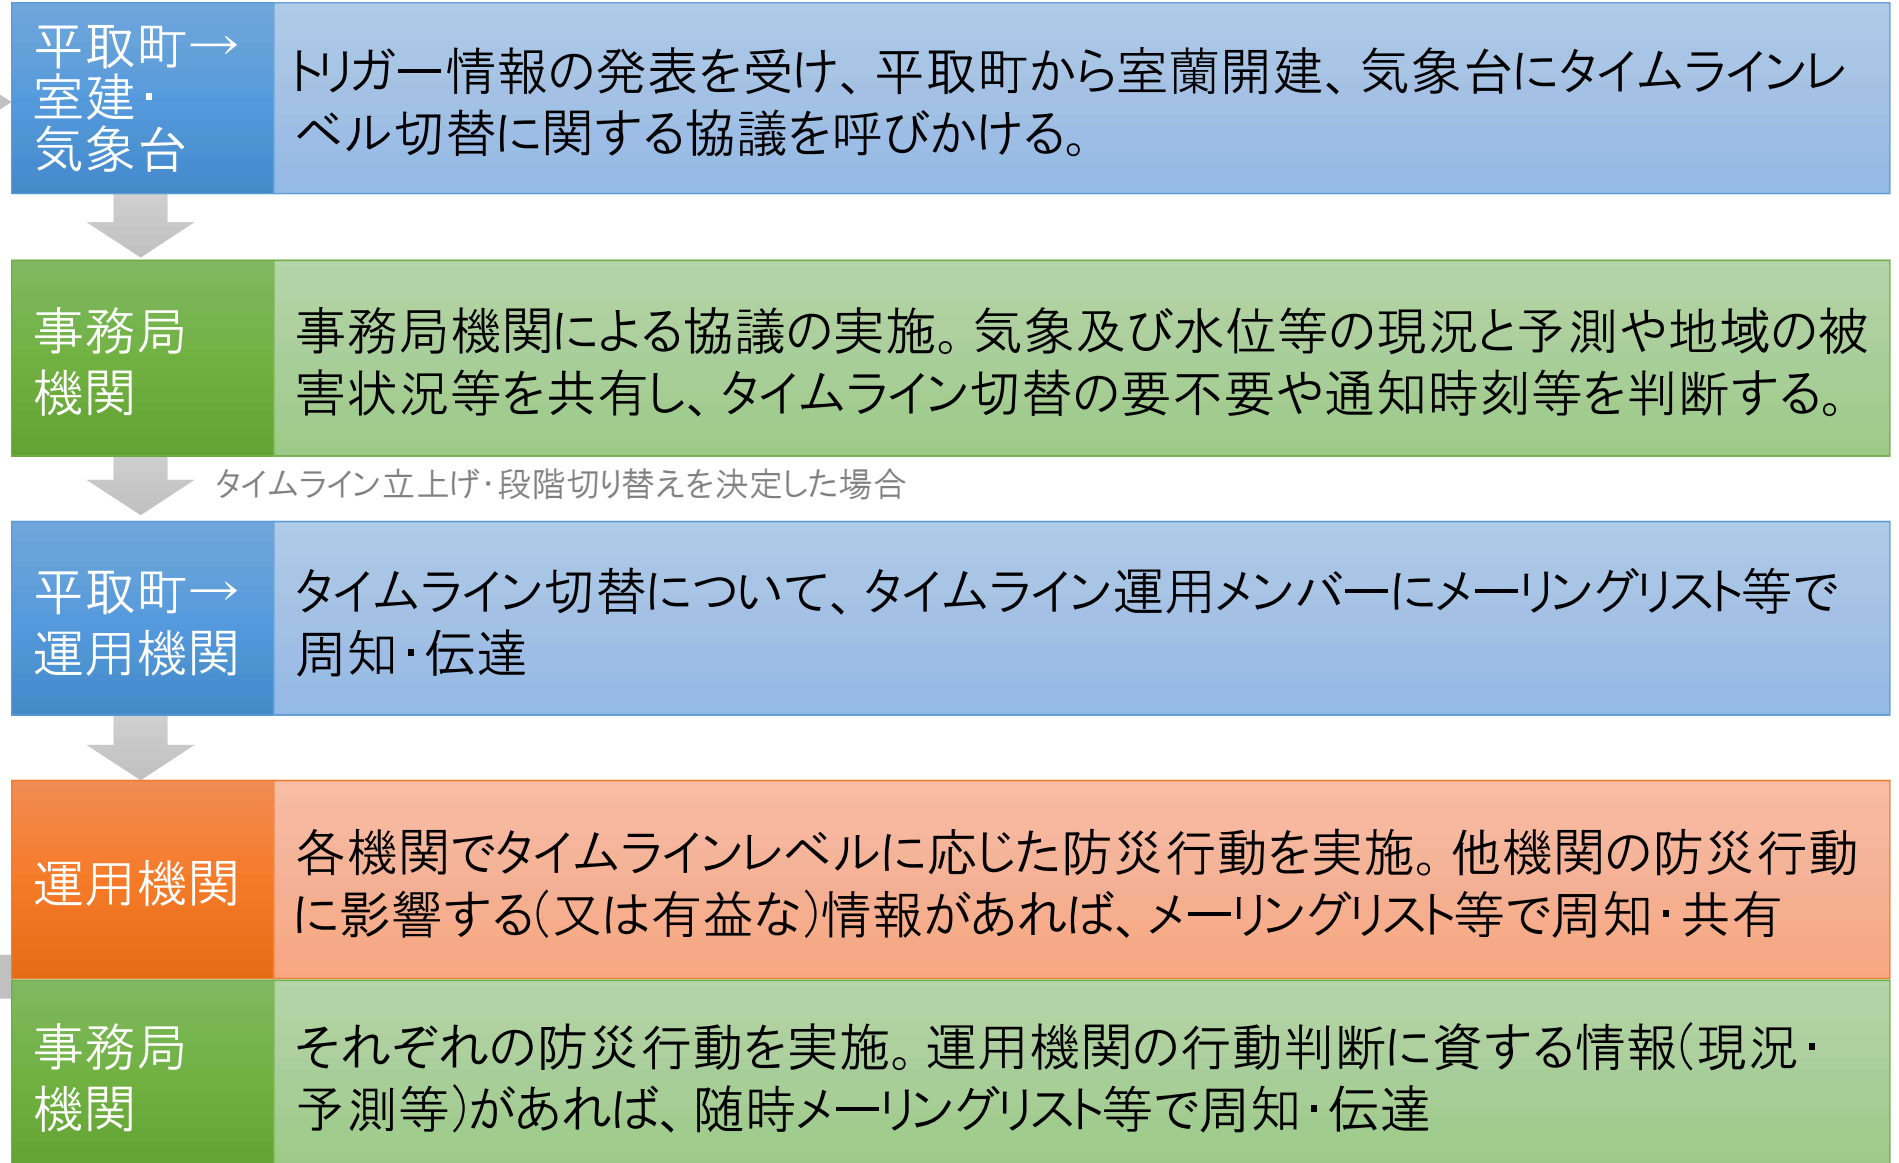 平取町→
室建・
気象台
トリガー情報の発表を受け、平取町から室蘭開建、気象台にタイムラインレ
ベル切替に関する協議を呼びかける。
事務局
機関
事務局機関による協議の実施。気象及び水位等の現況と予測や地域の被
害状況等を共有し、タイムライン切替の要不要や通知時刻等を判断する。
タイムライン立上げ・段階切り替えを決定した場合
平取町→
運用機関
タイムライン切替について、タイムライン運用メンバーにメーリングリスト等で
周知・伝達
運用機関
各機関でタイムラインレベルに応じた防災行動を実施。他機関の防災行動
に影響する(又は有益な)情報があれば、メーリングリスト等で周知・共有
事務局
機関
それぞれの防災行動を実施。運用機関の行動判断に資する情報(現況・
予測等)があれば、随時メーリングリスト等で周知・伝達